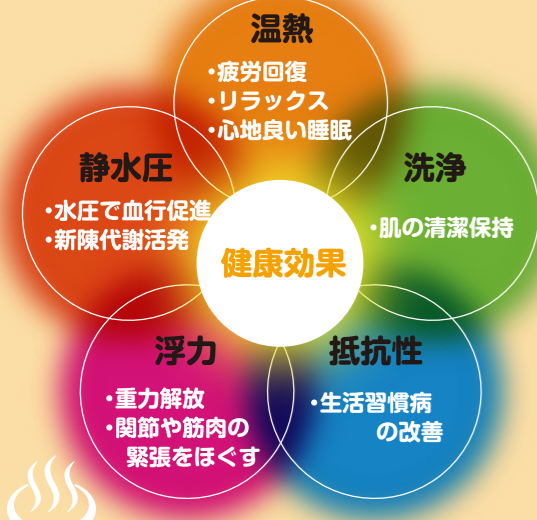 温熱
・疲労回復
・リラックス
・心地良い睡眠
静水圧
・水圧で血行促進
・新陳代謝活発
洗浄
・肌の清潔保持
健康効果
浮力
・重力解放
・関節や筋肉の
緊張をほぐす
抵抗性
・生活習慣病
の改善